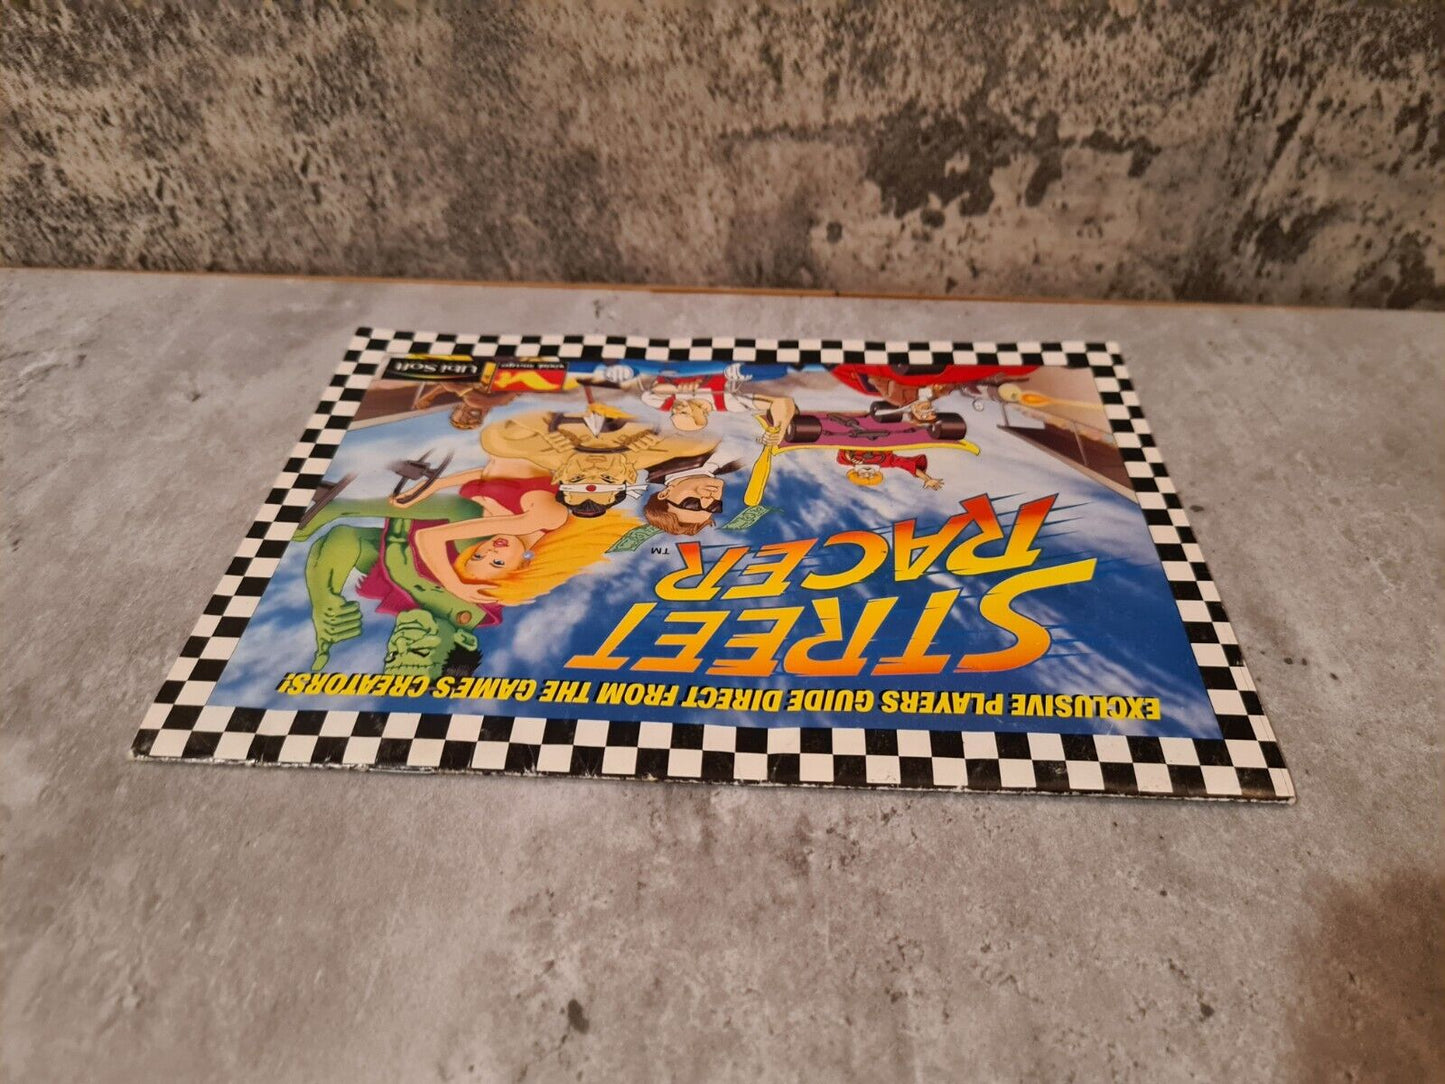 EXCLUSIVE PLAYERS GUIDE DIRECT FROM THE GAMES CREATORS!
STREET
RACER
TM
Ubi Soft